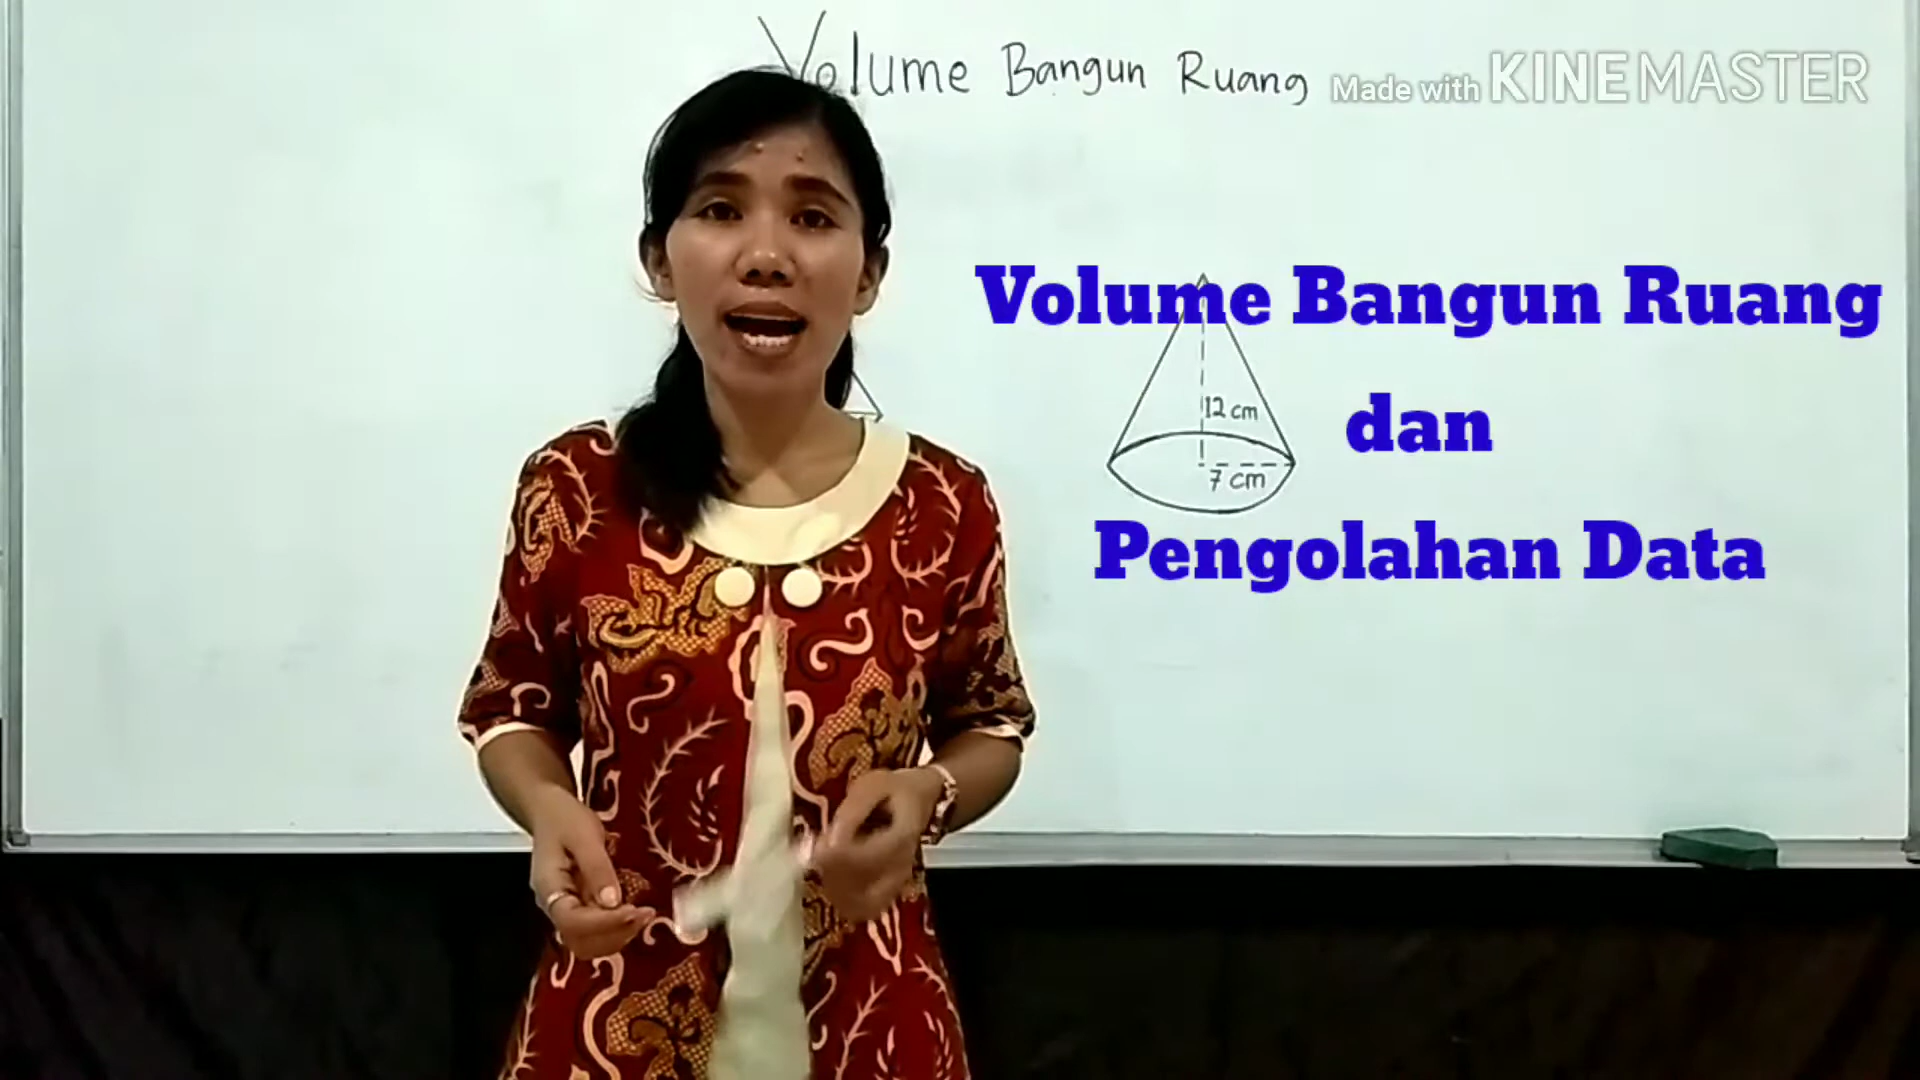 Volume Bangun Ruang
Made with KINEMASTER
Volume Bangun Ruang
dan
Pengolahan Data
12 cm
7 cm